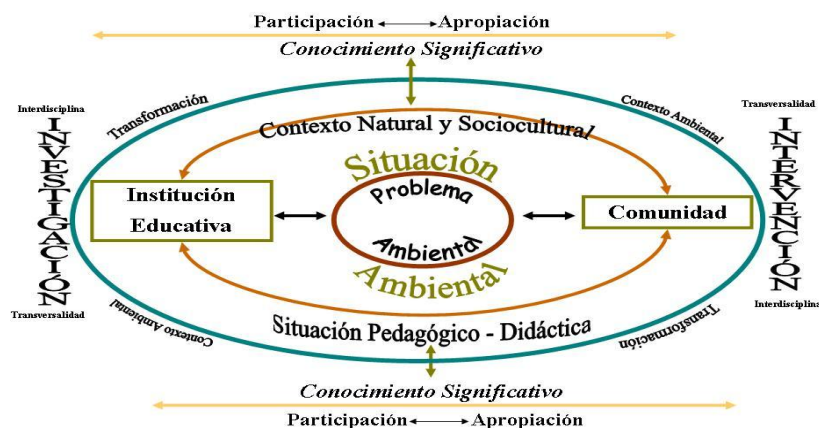 Participación Apropiación
Conocimiento Significativo
Interdisciplina
Transversalidad
Transformación
Contexto Ambiental
Contexto Natural y Sociocultural
INVESTIGACIÓN
INTERVENCIÓN
Situación
Problema
Institución
Educativa
Comunidad
Ambiental
Ambiental
Transversalidad
Interdisciplina
Contexto Ambiental
Transformación
Situación Pedagógico - Didáctica
Conocimiento Significativo
Participación Apropiación